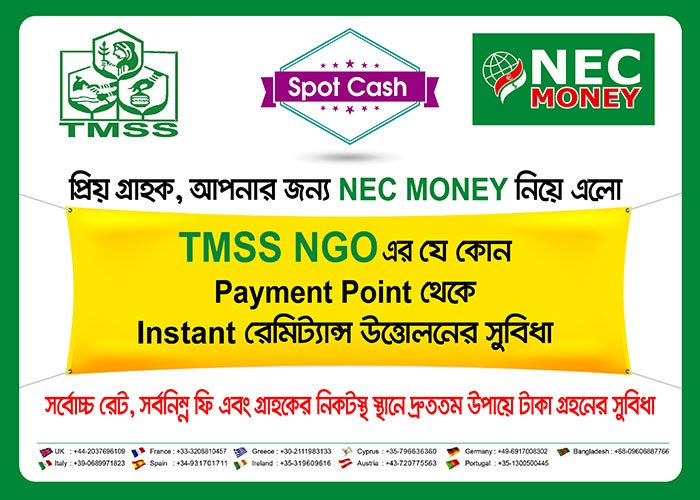 TMSS
Spot Cash
NEC
MONEY
প্রিয় গ্রাহক, আপনার জন্য NEC MONEY নিয়ে এলো
TMSS NGO এর যে কোন
Payment Point থেকে
Instant রেমিট্যান্স উত্তোলনের সুবিধা
সর্বোচ্চ রেট, সর্বনিম্ন ফি এবং গ্রাহকের নিকটস্থ স্থানে দ্রুততম উপায়ে টাকা গ্রহনের সুবিধা
UK : +44-2037696109 France : +33-3208810457 Greece : +30-2111983133 Cyprus : +35-796636360 Germany : +49-6917008302 Bangladesh : +88-09606887766
Italy : +39-0689971823 Spain : +34-931701711 Ireland : +35-319609616 Austria : +43-720775563 Portugal : +35-1300500445